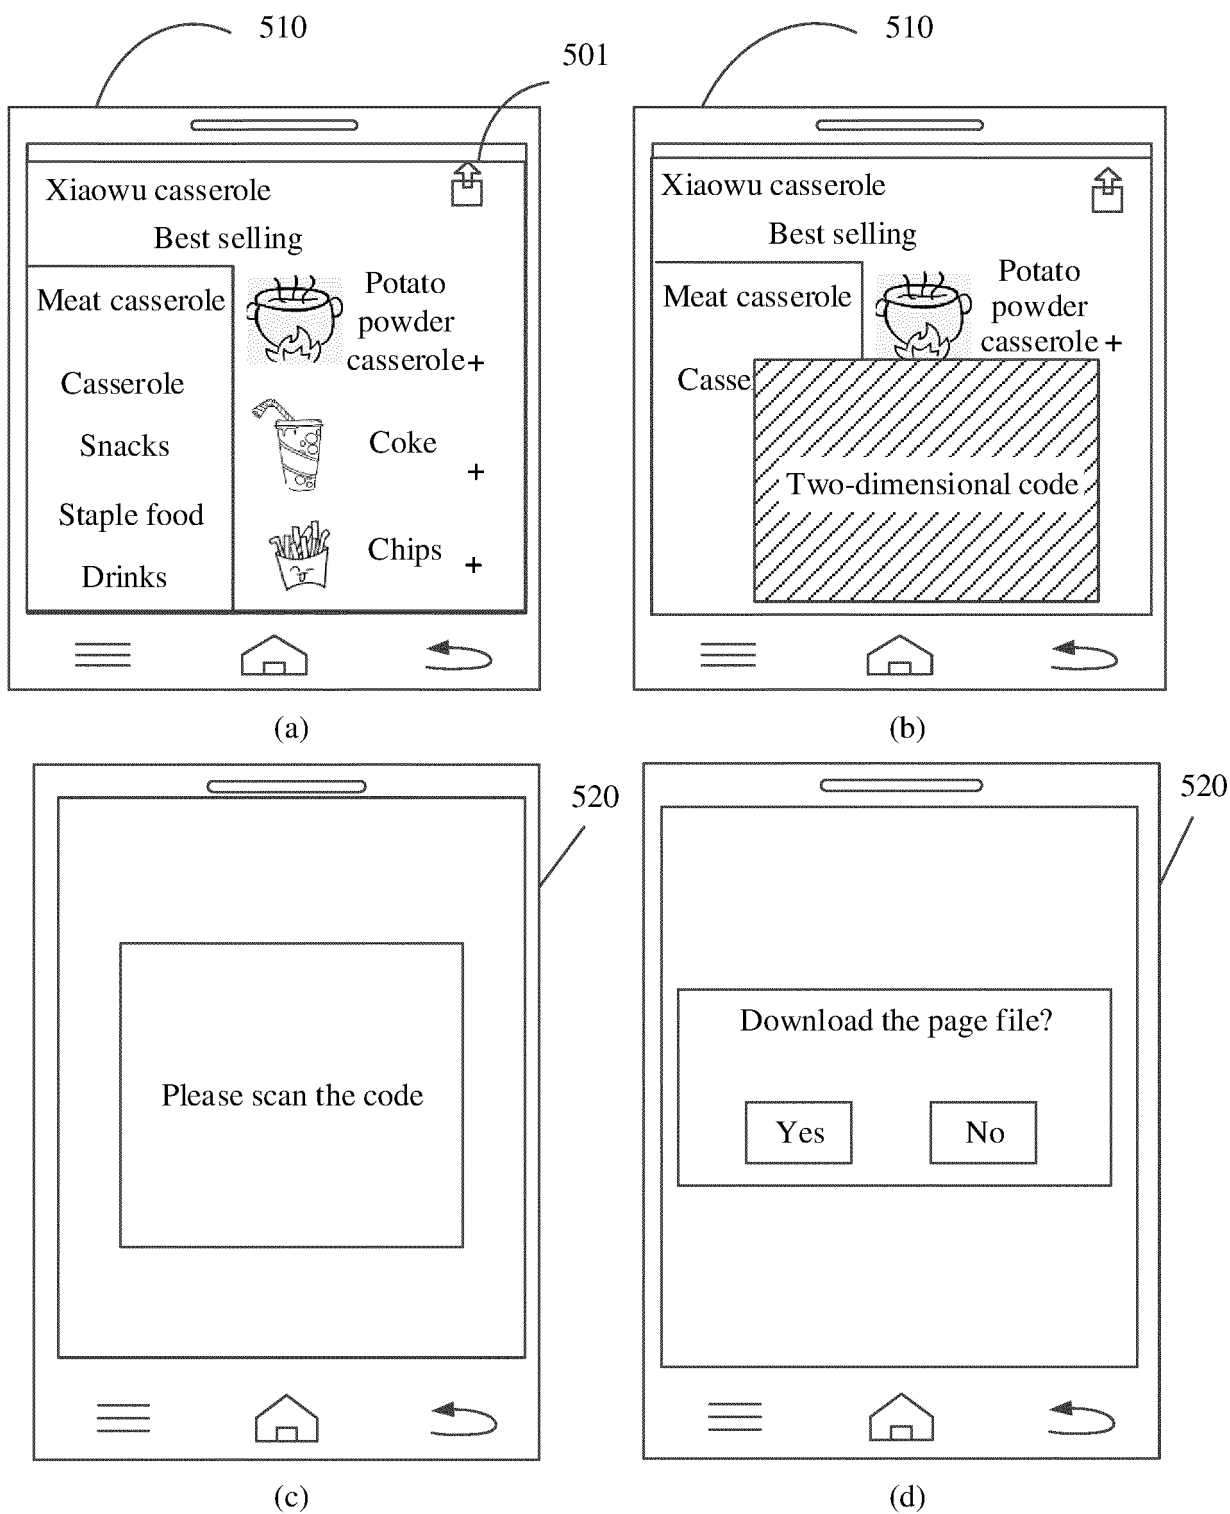 510
501
Xiaowu casserole
Best selling
Meat casserole
Casserole
Snacks
Staple food
Drinks
Potato
powder
casserole+
Coke
+
Chips
+
(a)
510
Xiaowu casserole
Best selling
Meat casserole
Casse
Potato
powder
casserole +
Two-dimensional code
(b)
520
Please scan the code
(c)
520
Download the page file?
Yes
No
(d)